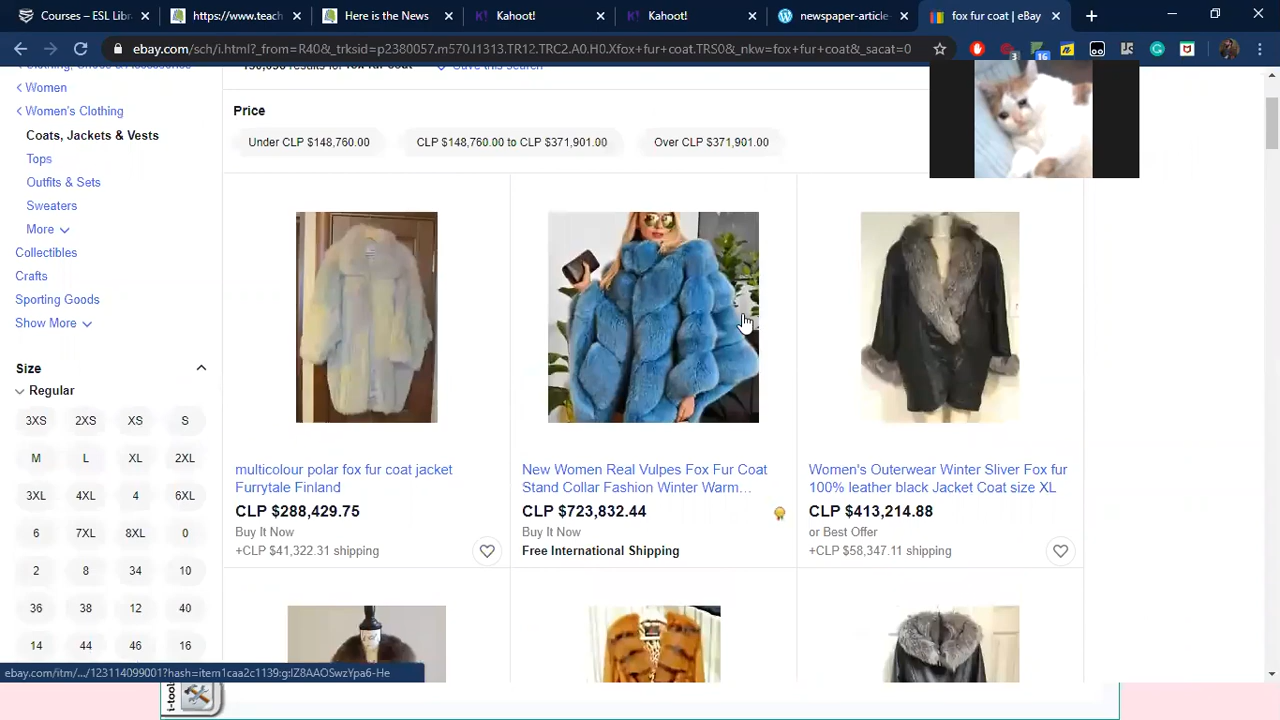 Courses – ESL Libr
https://www.teach
Here is the News
Kahoot!
Kahoot!
newspaper-article-
fox fur coat | eBay
ebay.com/sch/i.html?_from=R40&_trksid=p2380057.m570.l1313.TR12.TRC2.A0.H0.Xfox+fur+coat.TRS0&_nkw=fox+fur+coat&_sacat=0
3
16
Save this search
Women
Women's Clothing
Coats, Jackets & Vests
Tops
Outfits & Sets
Sweaters
More
Collectibles
Crafts
Sporting Goods
Show More
Size
Regular
3XS 2XS XS S
M L XL 2XL
3XL 4XL 4 6XL
6 7XL 8XL 0
2 8 34 10
36 38 12 40
14 44 46 16
Price
Under CLP $148,760.00
CLP $148,760.00 to CLP $371,901.00
Over CLP $371,901.00
multicolour polar fox fur coat jacket
Furrytale Finland
CLP $288,429.75
Buy It Now
+CLP $41,322.31 shipping
New Women Real Vulpes Fox Fur Coat
Stand Collar Fashion Winter Warm...
CLP $723,832.44
Buy It Now
Free International Shipping
Women's Outerwear Winter Sliver Fox fur
100% leather black Jacket Coat size XL
CLP $413,214.88
or Best Offer
+CLP $58,347.11 shipping
ebay.com/itm/.../123114099001?hash=item1caa2c1139:g:lZ8AAOSwzYpa6-He
i-tool